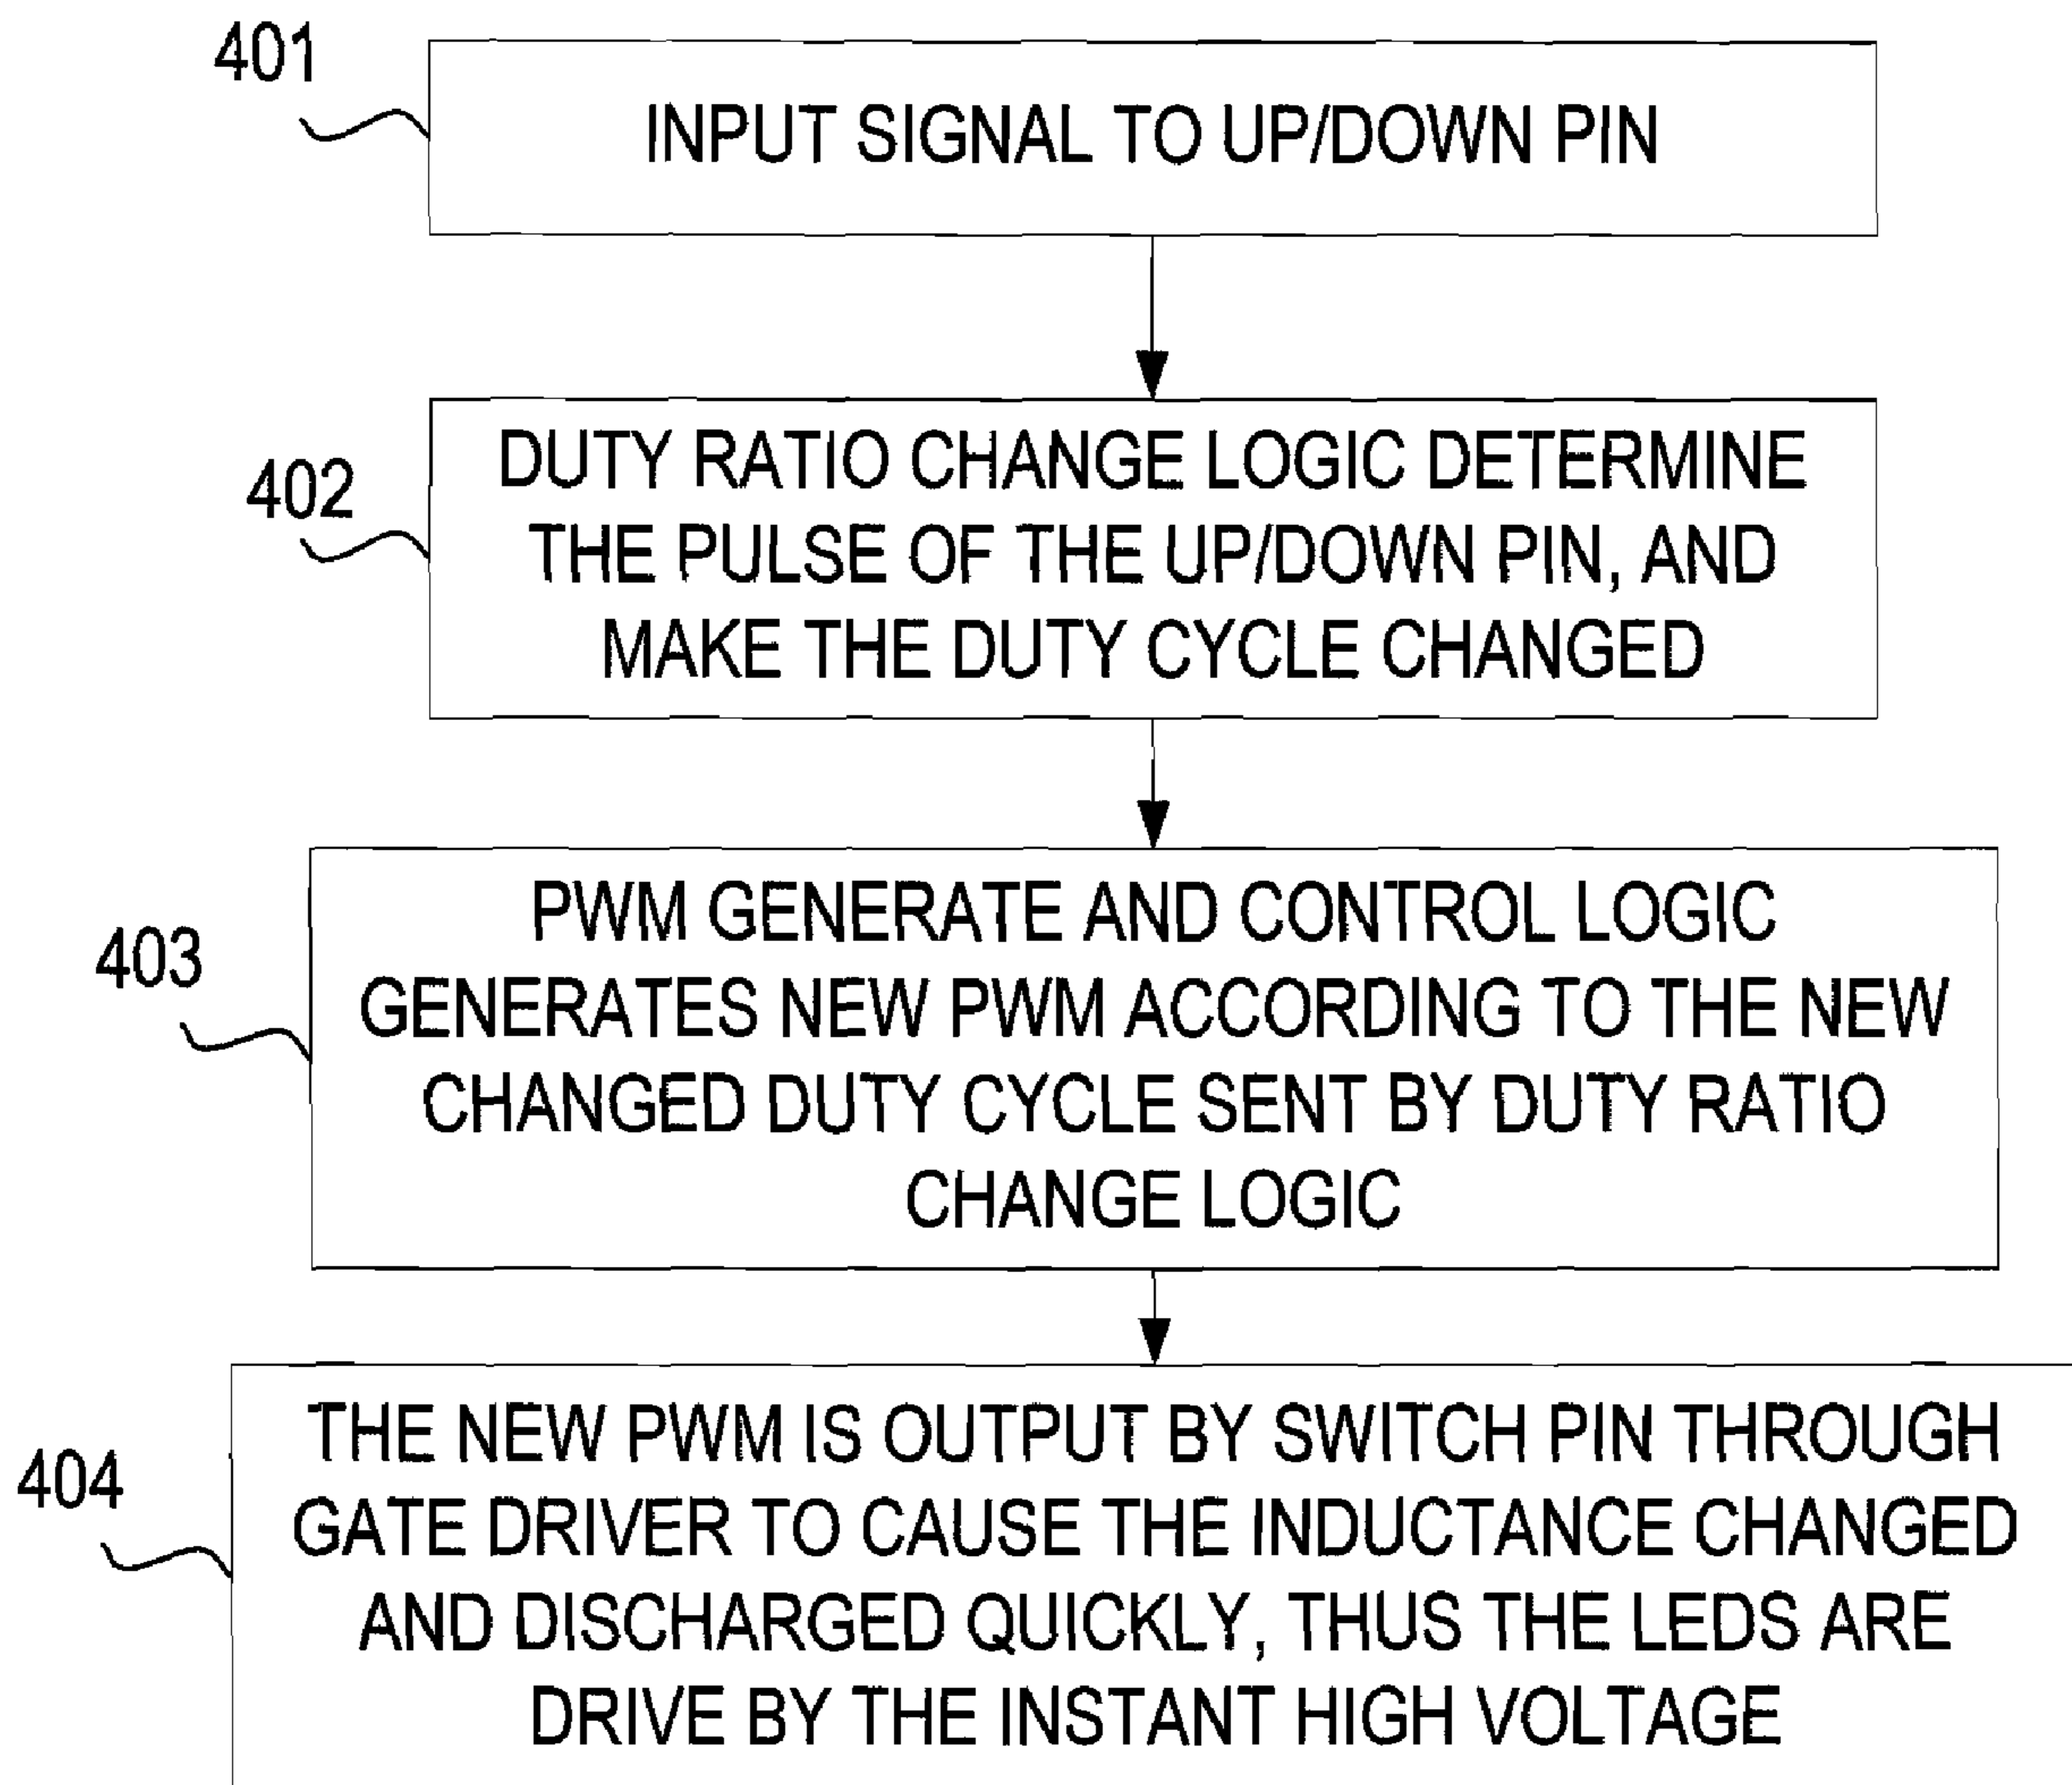 401
INPUT SIGNAL TO UP/DOWN PIN
402
DUTY RATIO CHANGE LOGIC DETERMINE
THE PULSE OF THE UP/DOWN PIN, AND
MAKE THE DUTY CYCLE CHANGED
403
PWM GENERATE AND CONTROL LOGIC
GENERATES NEW PWM ACCORDING TO THE NEW
CHANGED DUTY CYCLE SENT BY DUTY RATIO
CHANGE LOGIC
404
THE NEW PWM IS OUTPUT BY SWITCH PIN THROUGH
GATE DRIVER TO CAUSE THE INDUCTANCE CHANGED
AND DISCHARGED QUICKLY, THUS THE LEDS ARE
DRIVE BY THE INSTANT HIGH VOLTAGE